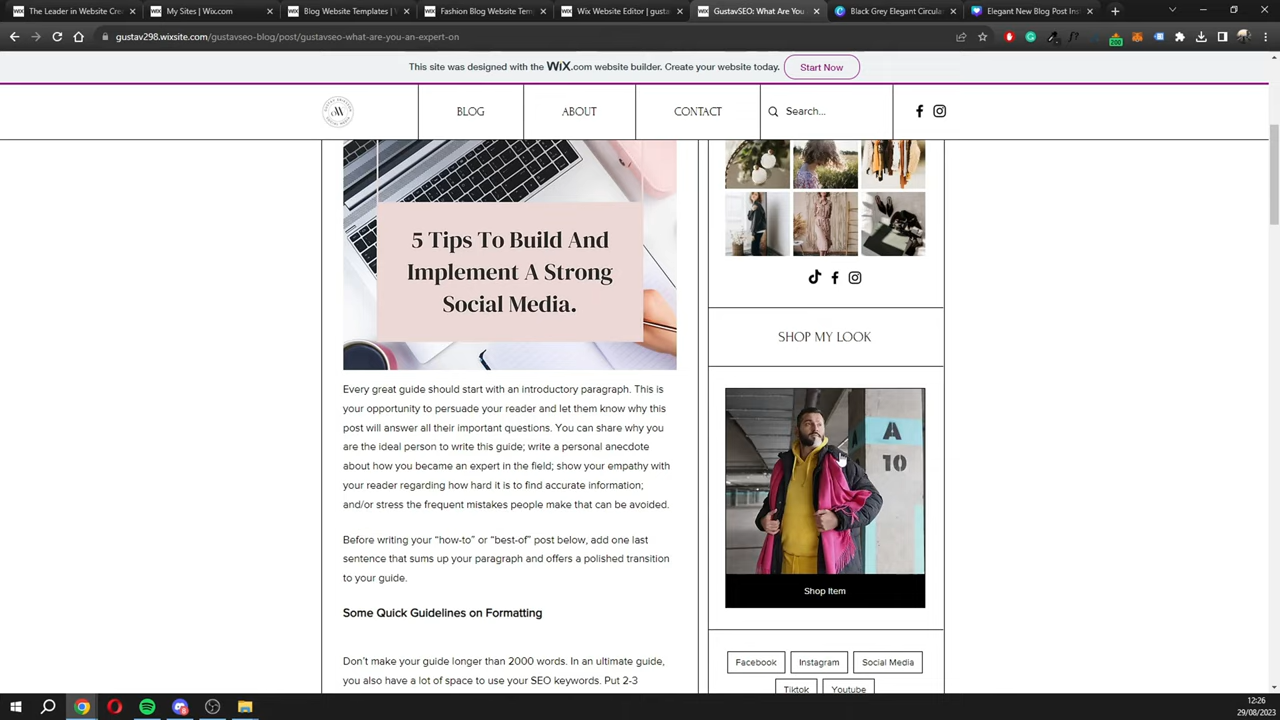 The Leader in Website Crea
My Sites | Wix.com
Blog Website Templates | W
Fashion Blog Website Temp
Wix Website Editor | gustav
GustavSEO: What Are You
Black Grey Elegant Circular
Elegant New Blog Post Inst
gustav298.wixsite.com/gustavseo-blog/post/gustavseo-what-are-you-an-expert-on
This site was designed with the WiX.com website builder. Create your website today. Start Now
BLOG
ABOUT
CONTACT
Search...
5 Tips To Build And
Implement A Strong
Social Media.
Every great guide should start with an introductory paragraph. This is
your opportunity to persuade your reader and let them know why this
post will answer all their important questions. You can share why you
are the ideal person to write this guide; write a personal anecdote
about how you became an expert in the field; show your empathy with
your reader regarding how hard it is to find accurate information;
and/or stress the frequent mistakes people make that can be avoided.
Before writing your “how-to” or “best-of” post below, add one last
sentence that sums up your paragraph and offers a polished transition
to your guide.
Some Quick Guidelines on Formatting
Don’t make your guide longer than 2000 words. In an ultimate guide,
you also have a lot of space to use your SEO keywords. Put 2-3
SHOP MY LOOK
A
10
Shop Item
Facebook
Instagram
Social Media
Tiktok
Youtube
12:26
29/08/2023